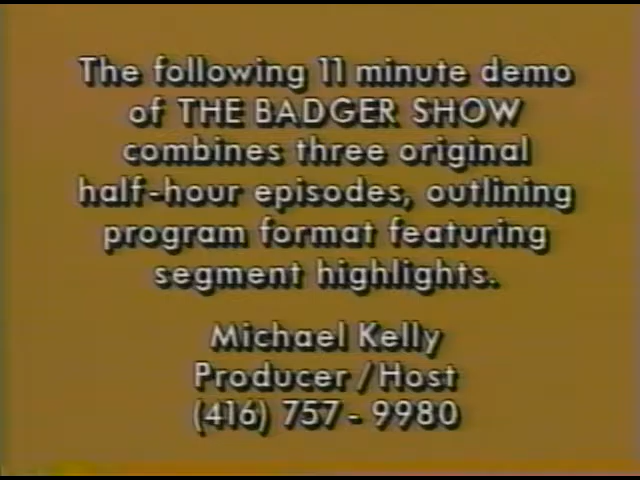 The following 11 minute demo
of THE BADGER SHOW
combines three original
half-hour episodes, outlining
program format featuring
segment highlights.
Michael Kelly
Producer/Host
(416) 757-9980